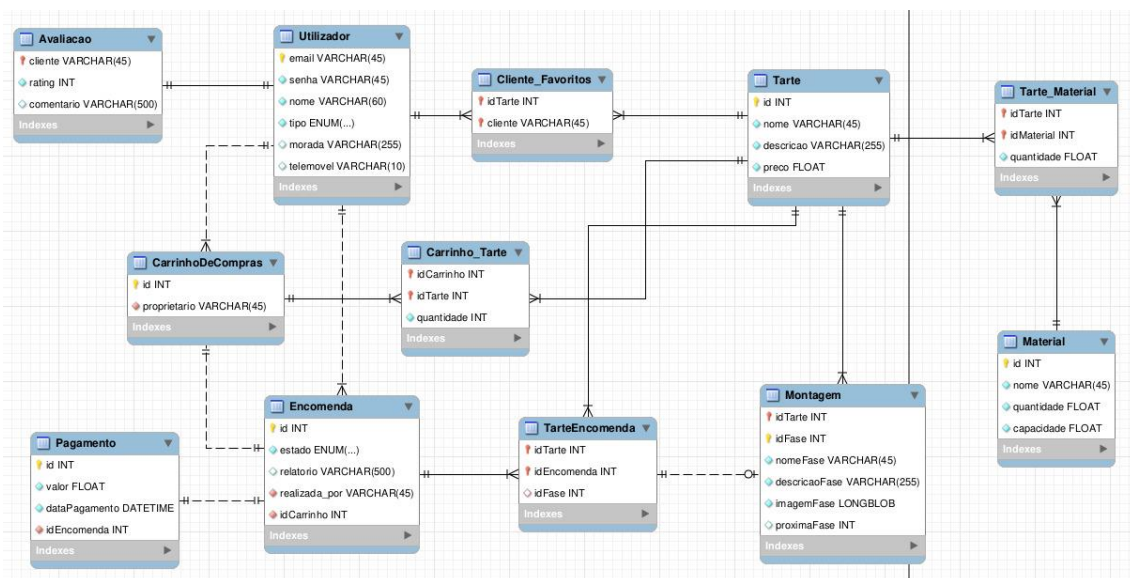 Avaliacao
cliente VARCHAR(45)
rating INT
comentario VARCHAR(500)
Indexes
Utilizador
email VARCHAR(45)
senha VARCHAR(45)
nome VARCHAR(60)
tipo ENUM(...)
morada VARCHAR(255)
telemovel VARCHAR(10)
Indexes
Cliente_Favoritos
idTarte INT
cliente VARCHAR(45)
Indexes
Tarte
id INT
nome VARCHAR(45)
descricao VARCHAR(255)
preco FLOAT
Indexes
Tarte_Material
idTarte INT
idMaterial INT
quantidade FLOAT
Indexes
CarrinhoDeCompras
id INT
proprietario VARCHAR(45)
Indexes
Carrinho_Tarte
idCarrinho INT
idTarte INT
quantidade INT
Indexes
Material
id INT
nome VARCHAR(45)
quantidade FLOAT
capacidade FLOAT
Indexes
Pagamento
id INT
valor FLOAT
dataPagamento DATETIME
idEncomenda INT
Indexes
Encomenda
id INT
estado ENUM(...)
relatorio VARCHAR(500)
realizada_por VARCHAR(45)
idCarrinho INT
Indexes
TarteEncomenda
idTarte INT
idEncomenda INT
idFase INT
Indexes
Montagem
idTarte INT
idFase INT
nomeFase VARCHAR(45)
descricaoFase VARCHAR(255)
imagemFase LONGBLOB
proximaFase INT
Indexes